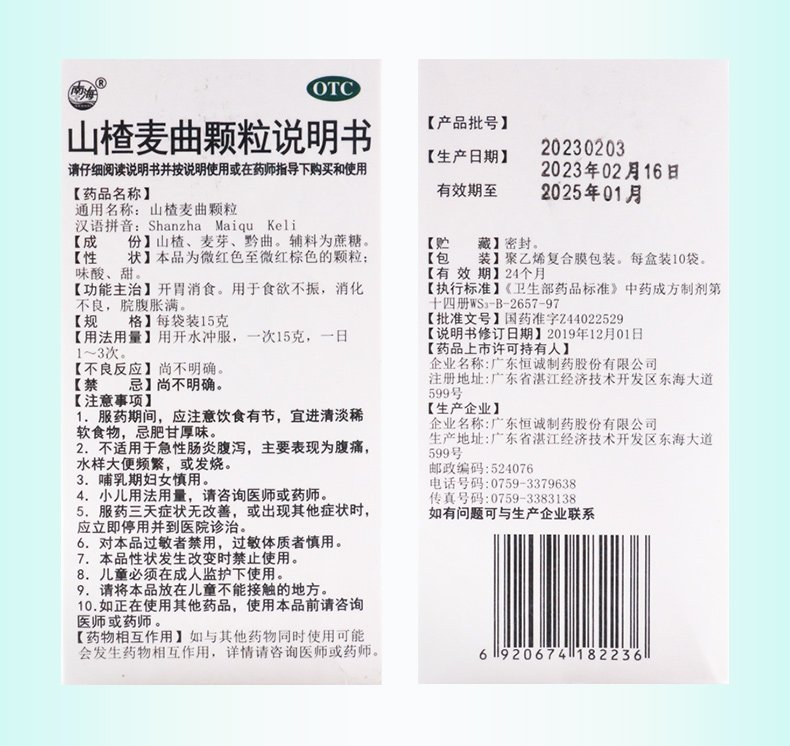 南海®
OTC
山楂麦曲颗粒说明书
请仔细阅读说明书并按说明使用或在药师指导下购买和使用
【药品名称】
通用名称：山楂麦曲颗粒
汉语拼音：Shanzha Maiqu Keli
【成 份】山楂、麦芽、黔曲。辅料为蔗糖。
【性 状】本品为微红色至微红棕色的颗粒；
味酸、甜。
【功能主治】开胃消食。用于食欲不振，消化
不良，脘腹胀满。
【规 格】每袋装15克
【用法用量】用开水冲服，一次15克，一日
1～3次。
【不良反应】尚不明确。
【禁 忌】尚不明确。
【注意事项】
1．服药期间，应注意饮食有节，宜进清淡稀
软食物，忌肥甘厚味。
2．不适用于急性肠炎腹泻，主要表现为腹痛，
水样大便频繁，或发烧。
3．哺乳期妇女慎用。
4．小儿用法用量，请咨询医师或药师。
5．服药三天症状无改善，或出现其他症状时，
应立即停用并到医院诊治。
6．对本品过敏者禁用，过敏体质者慎用。
7．本品性状发生改变时禁止使用。
8．儿童必须在成人监护下使用。
9．请将本品放在儿童不能接触的地方。
10.如正在使用其他药品，使用本品前请咨询
医师或药师。
【药物相互作用】如与其他药物同时使用可能
会发生药物相互作用，详情请咨询医师或药师。
【产品批号】
20230203
【生产日期】
2023年02月16日
有效期至
2025年01月
【贮 藏】密封。
【包 装】聚乙烯复合膜包装。每盒装10袋。
【有 效 期】24个月
【执行标准】《卫生部药品标准》中药成方制剂第
十四册WS₃-B-2657-97
【批准文号】国药准字Z44022529
【说明书修订日期】2019年12月01日
【药品上市许可持有人】
企业名称:广东恒诚制药股份有限公司
注册地址:广东省湛江经济技术开发区东海大道
599号
【生产企业】
企业名称:广东恒诚制药股份有限公司
生产地址:广东省湛江经济技术开发区东海大道
599号
邮政编码:524076
电话号码:0759-3379638
传真号码:0759-3383138
如有问题可与生产企业联系
6 920674 182236